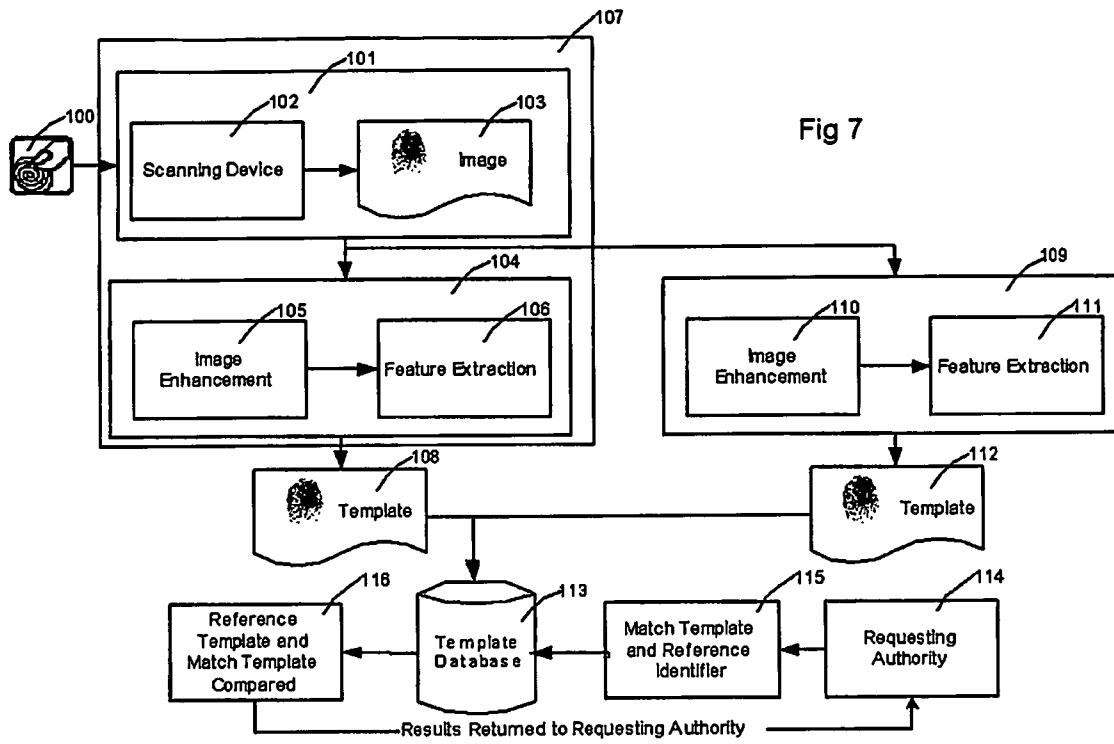 107
101
100
102
103
Fig 7
Scanning Device
Image
104
109
105
106
110
111
Image
Enhancement
Feature Extraction
Image
Enhancement
Feature Extraction
108
112
Template
Template
116
113
115
114
Reference
Template and
Match Template
Compared
Template
Database
Match Template
and Reference
Identifier
Requesting
Authority
Results Returned to Requesting Authority